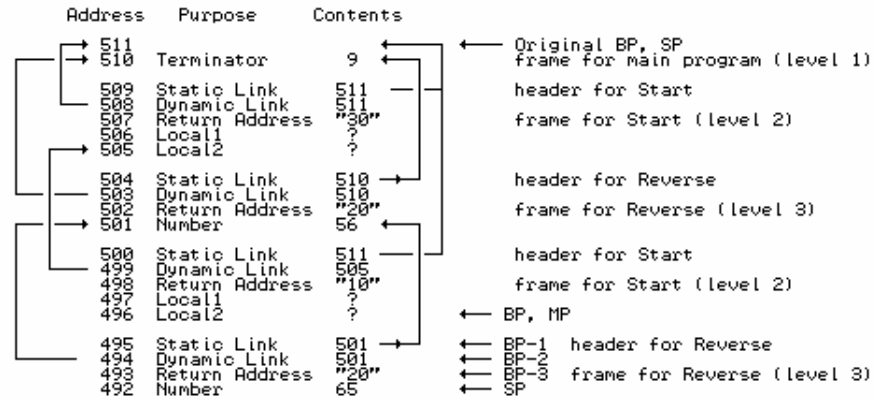 Address Purpose Contents
511 Original BP, SP
510 Terminator 9 frame for main program (level 1)
509 Static Link 511 header for Start
508 Dynamic Link 511
507 Return Address "30" frame for Start (level 2)
506 Local1 ?
505 Local2 ?
504 Static Link 510 header for Reverse
503 Dynamic Link 510
502 Return Address "20" frame for Reverse (level 3)
501 Number 56
500 Static Link 511 header for Start
499 Dynamic Link 505
498 Return Address "10" frame for Start (level 2)
497 Local1 ?
496 Local2 ? BP, MP
495 Static Link 501 BP-1 header for Reverse
494 Dynamic Link 501 BP-2
493 Return Address "20" BP-3 frame for Reverse (level 3)
492 Number 65 SP